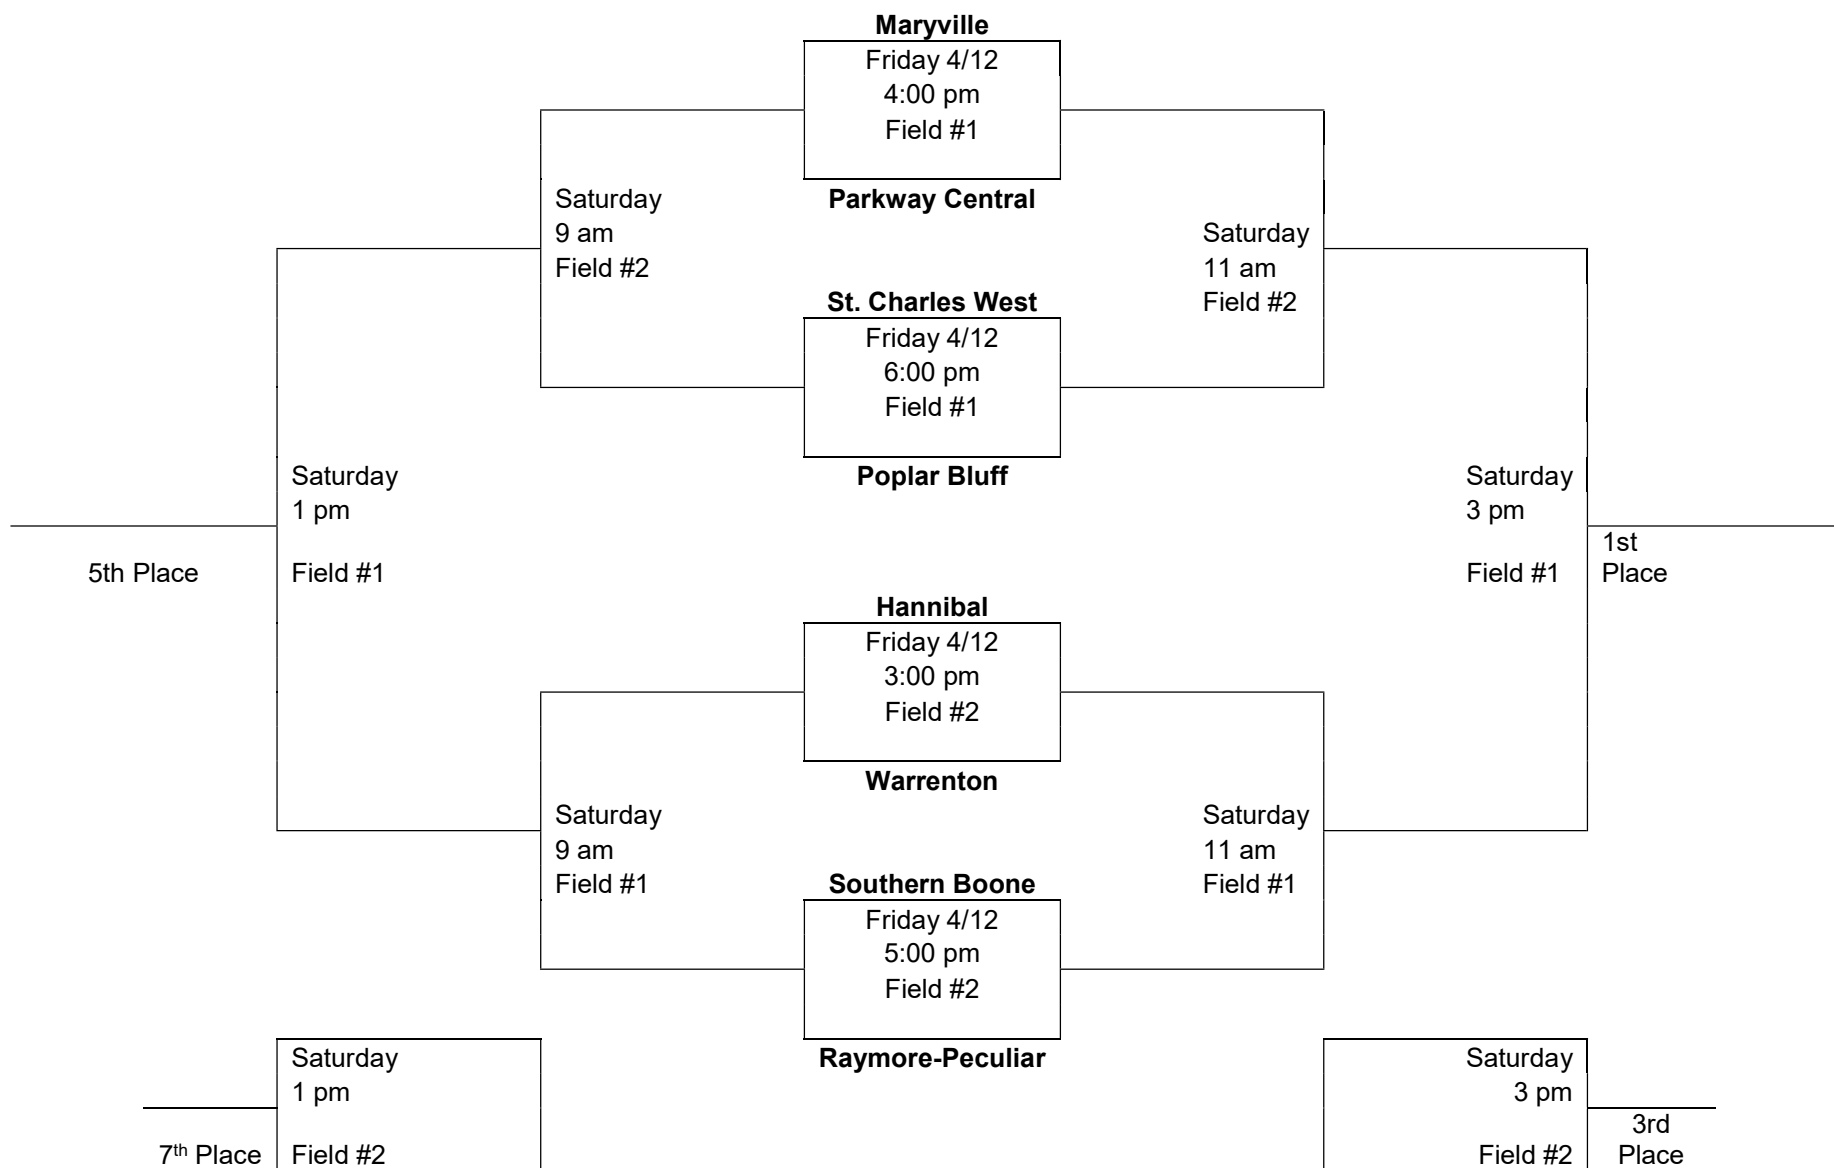 Maryville
Friday 4/12
4:00 pm
Field #1
Parkway Central
Saturday
9 am
Field #2
Saturday
11 am
Field #2
St. Charles West
Friday 4/12
6:00 pm
Field #1
Poplar Bluff
Saturday
1 pm
Field #1
5th Place
Saturday
3 pm
Field #1
1st
Place
Hannibal
Friday 4/12
3:00 pm
Field #2
Warrenton
Saturday
9 am
Field #1
Saturday
11 am
Field #1
Southern Boone
Friday 4/12
5:00 pm
Field #2
Raymore-Peculiar
Saturday
1 pm
Field #2
7th Place
Saturday
3 pm
Field #2
3rd
Place